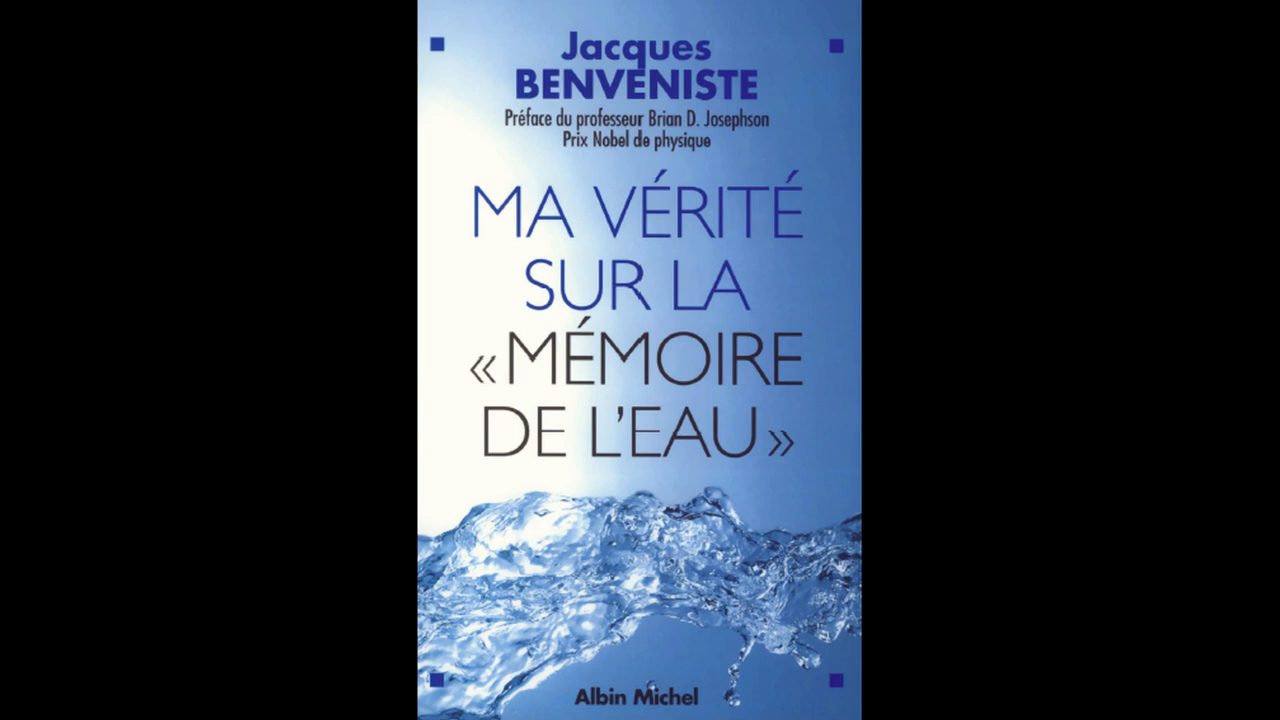 Jacques
BENVENISTE
Préface du professeur Brian D. Josephson
Prix Nobel de physique
MA VÉRITÉ
SUR LA
« MÉMOIRE
DE L'EAU »
Albin Michel